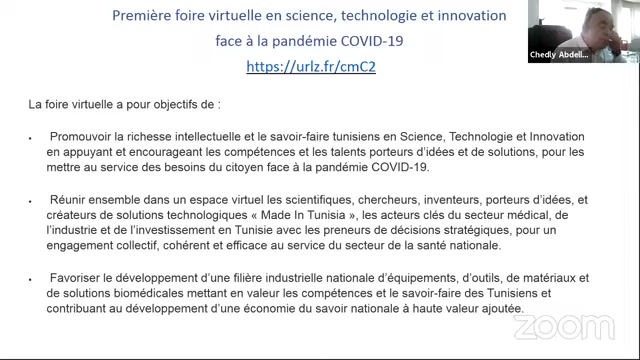 Première foire virtuelle en science, technologie et innovation
face à la pandémie COVID-19
https://urlz.fr/cmC2
Chedly Abdell...
La foire virtuelle a pour objectifs de :
• Promouvoir la richesse intellectuelle et le savoir-faire tunisiens en Science, Technologie et Innovation
en appuyant et encourageant les compétences et les talents porteurs d'idées et de solutions, pour les
mettre au service des besoins du citoyen face à la pandémie COVID-19.
• Réunir ensemble dans un espace virtuel les scientifiques, chercheurs, inventeurs, porteurs d'idées, et
créateurs de solutions technologiques « Made In Tunisia », les acteurs clés du secteur médical, de
l'industrie et de l'investissement en Tunisie avec les preneurs de décisions stratégiques, pour un
engagement collectif, cohérent et efficace au service du secteur de la santé nationale.
• Favoriser le développement d'une filière industrielle nationale d'équipements, d'outils, de matériaux et
de solutions biomédicales mettant en valeur les compétences et le savoir-faire des Tunisiens et
contribuant au développement d'une économie du savoir nationale à haute valeur ajoutée.
zoom